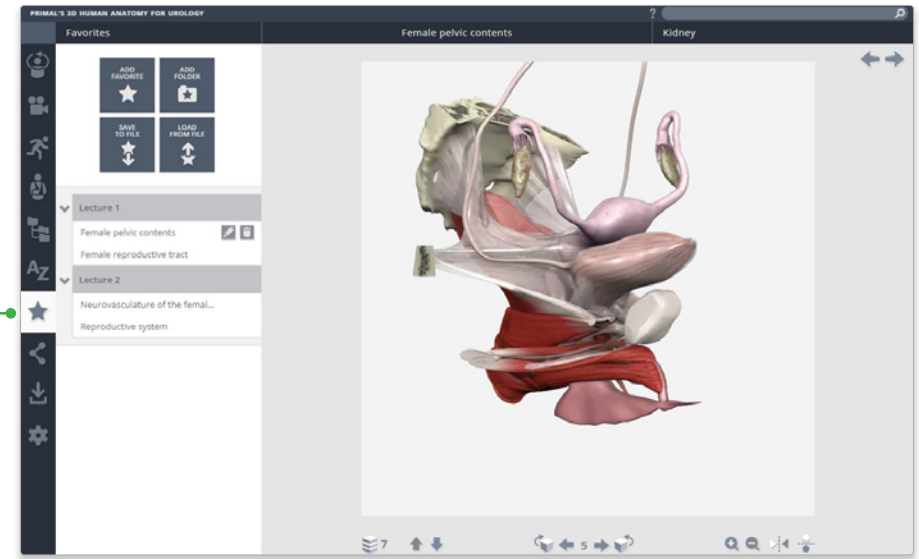 PRIMAL'S 3D HUMAN ANATOMY FOR UROLOGY
?
Favorites
Female pelvic contents
Kidney
ADD FAVORITE
ADD FOLDER
SAVE TO FILE
LOAD FROM FILE
Lecture 1
Female pelvic contents
Female reproductive tract
AZ
Lecture 2
Neurovasculature of the femal...
Reproductive system
7
5